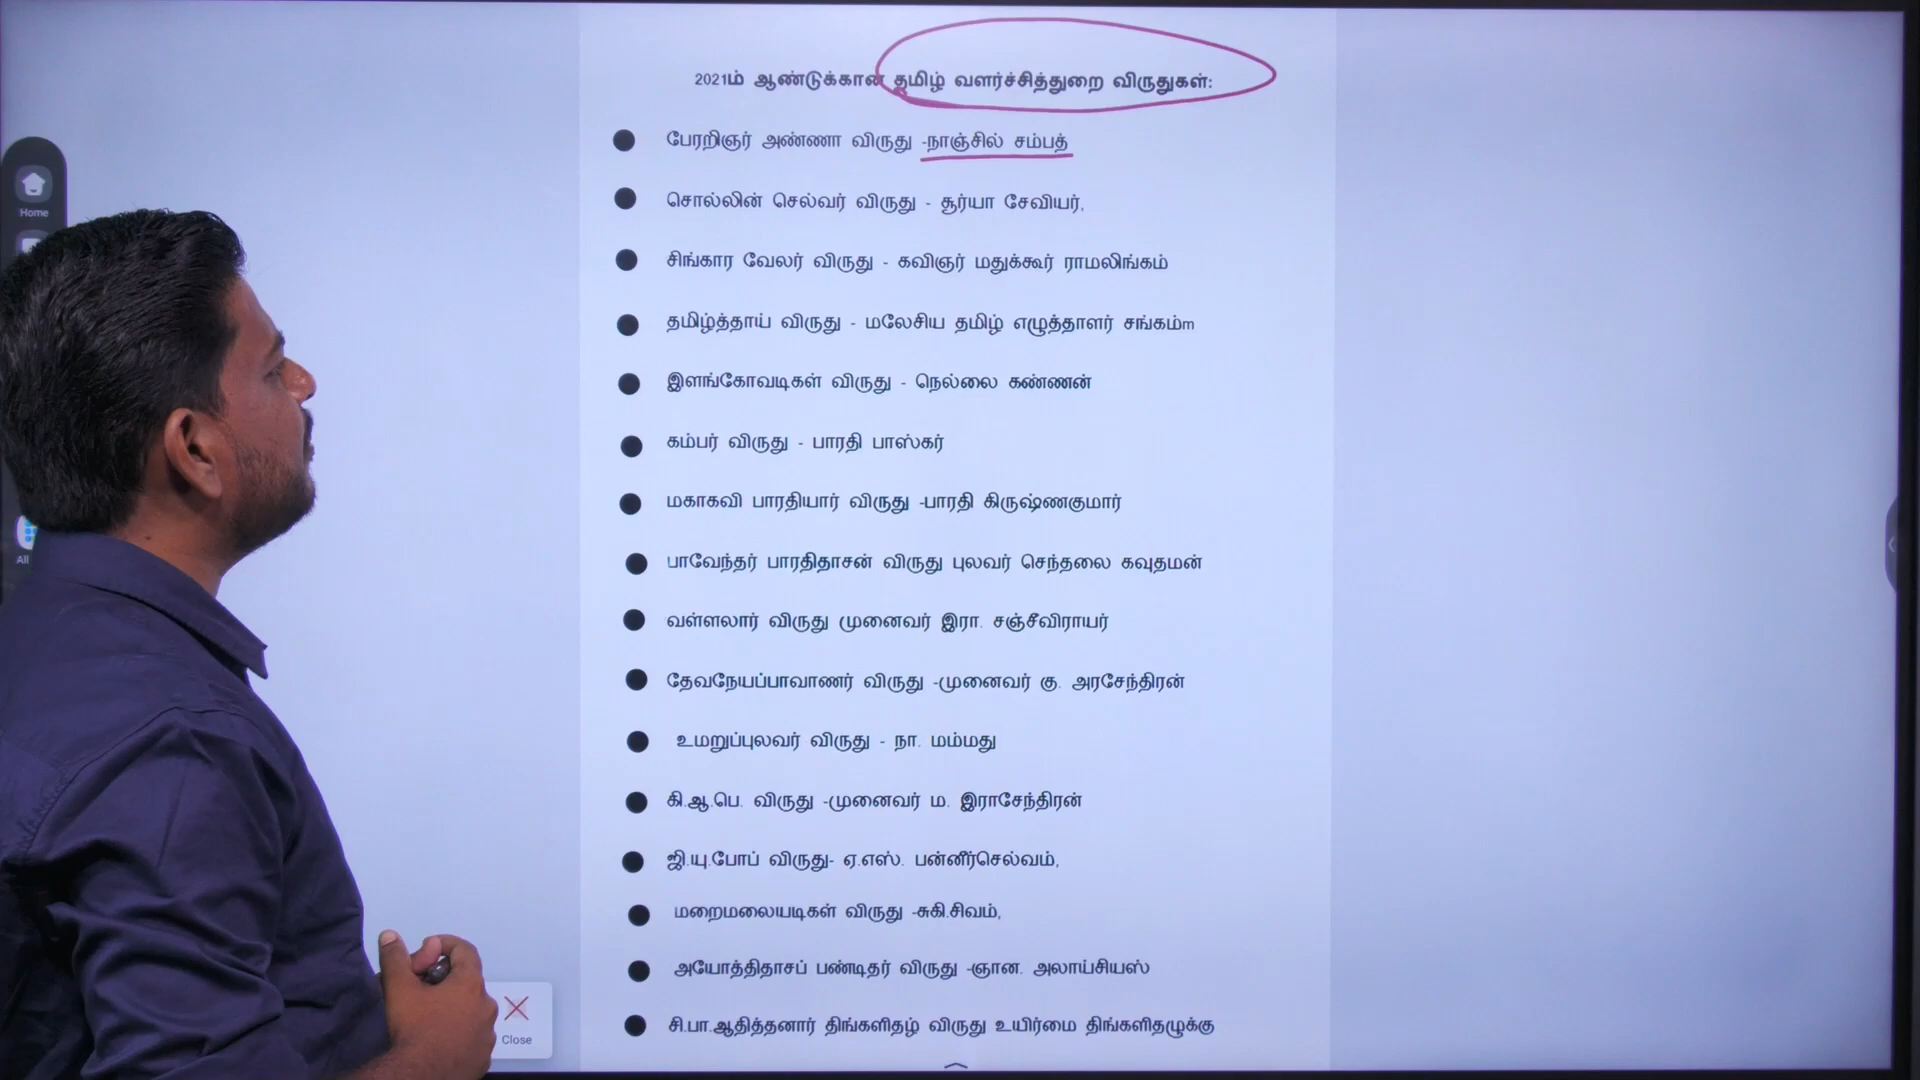 2021ம் ஆண்டுக்கான தமிழ் வளர்ச்சித்துறை விருதுகள்:
பேரறிஞர் அண்ணா விருது -நாஞ்சில் சம்பத்
சொல்லின் செல்வர் விருது - சூர்யா சேவியர்,
சிங்கார வேலர் விருது - கவிஞர் மதுக்கூர் ராமலிங்கம்
தமிழ்த்தாய் விருது - மலேசிய தமிழ் எழுத்தாளர் சங்கம்m
இளங்கோவடிகள் விருது - நெல்லை கண்ணன்
கம்பர் விருது - பாரதி பாஸ்கர்
மகாகவி பாரதியார் விருது -பாரதி கிருஷ்ணகுமார்
பாவேந்தர் பாரதிதாசன் விருது புலவர் செந்தலை கவுதமன்
வள்ளலார் விருது முனைவர் இரா. சஞ்சீவிராயர்
தேவநேயப்பாவாணர் விருது -முனைவர் கு. அரசேந்திரன்
உமறுப்புலவர் விருது - நா. மம்மது
கி.ஆ.பெ. விருது -முனைவர் ம. இராசேந்திரன்
ஜி.யு.போப் விருது- ஏ.எஸ். பன்னீர்செல்வம்,
மறைமலையடிகள் விருது -சுகி.சிவம்,
அயோத்திதாசப் பண்டிதர் விருது -ஞான. அலாய்சியஸ்
சி.பா.ஆதித்தனார் திங்களிதழ் விருது உயிர்மை திங்களிதழுக்கு
Home
All
Close